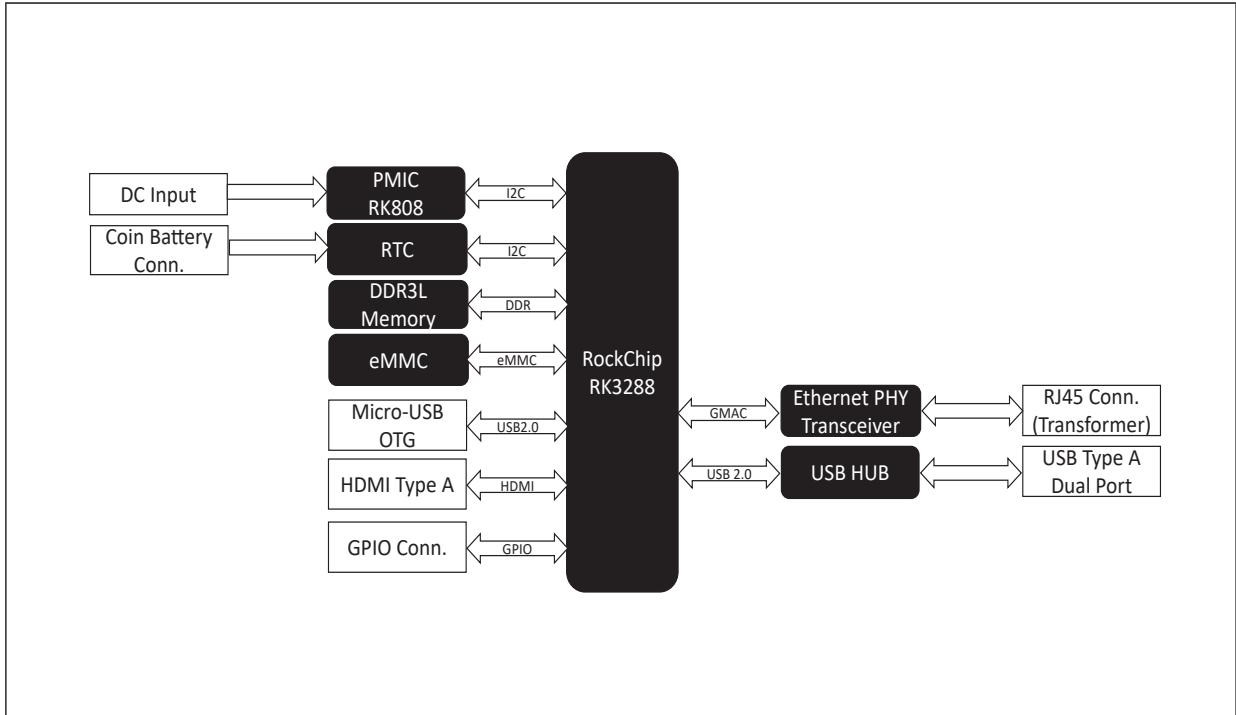 DC Input
PMIC
RK808
I2C
Coin Battery
Conn.
RTC
I2C
DDR3L
Memory
DDR
eMMC
eMMC
Micro-USB
OTG
USB2.0
HDMI Type A
HDMI
GPIO Conn.
GPIO
RockChip
RK3288
GMAC
Ethernet PHY
Transceiver
RJ45 Conn.
(Transformer)
USB 2.0
USB HUB
USB Type A
Dual Port